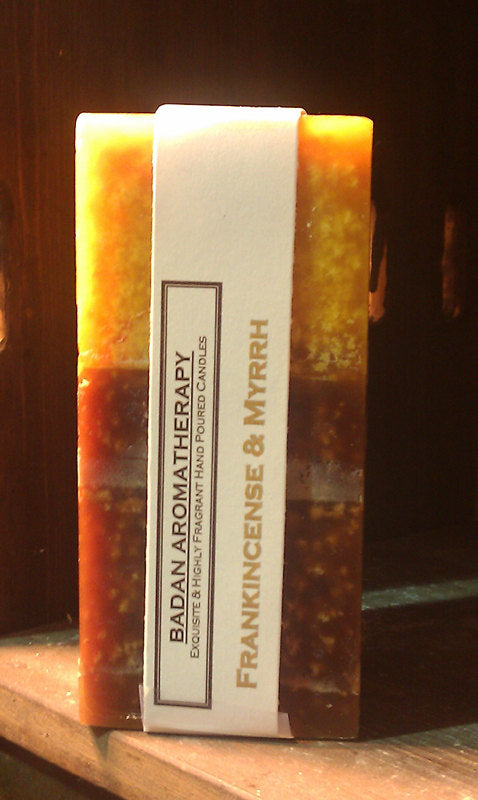 BADAN AROMATHERAPY
EXQUISITE & HIGHLY FRAGRANT HAND POURED CANDLES
FRANKINCENSE & MYRRH